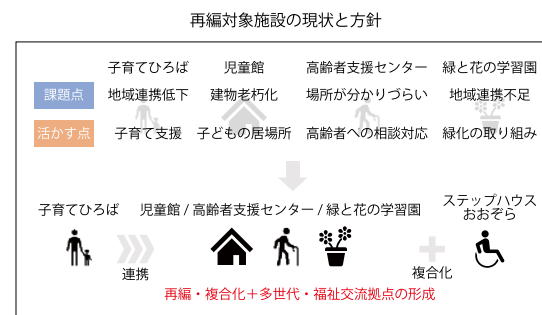 再編対象施設の現状と方針
子育てひろば 児童館 高齢者支援センター 緑と花の学習園
課題点 地域連携低下 建物老朽化 場所が分かりづらい 地域連携不足
活かす点 子育て支援 子どもの居場所 高齢者への相談対応 緑化の取り組み
子育てひろば 児童館 / 高齢者支援センター / 緑と花の学習園 ステップハウス
おおぞら
連携 複合化
再編・複合化＋多世代・福祉交流拠点の形成